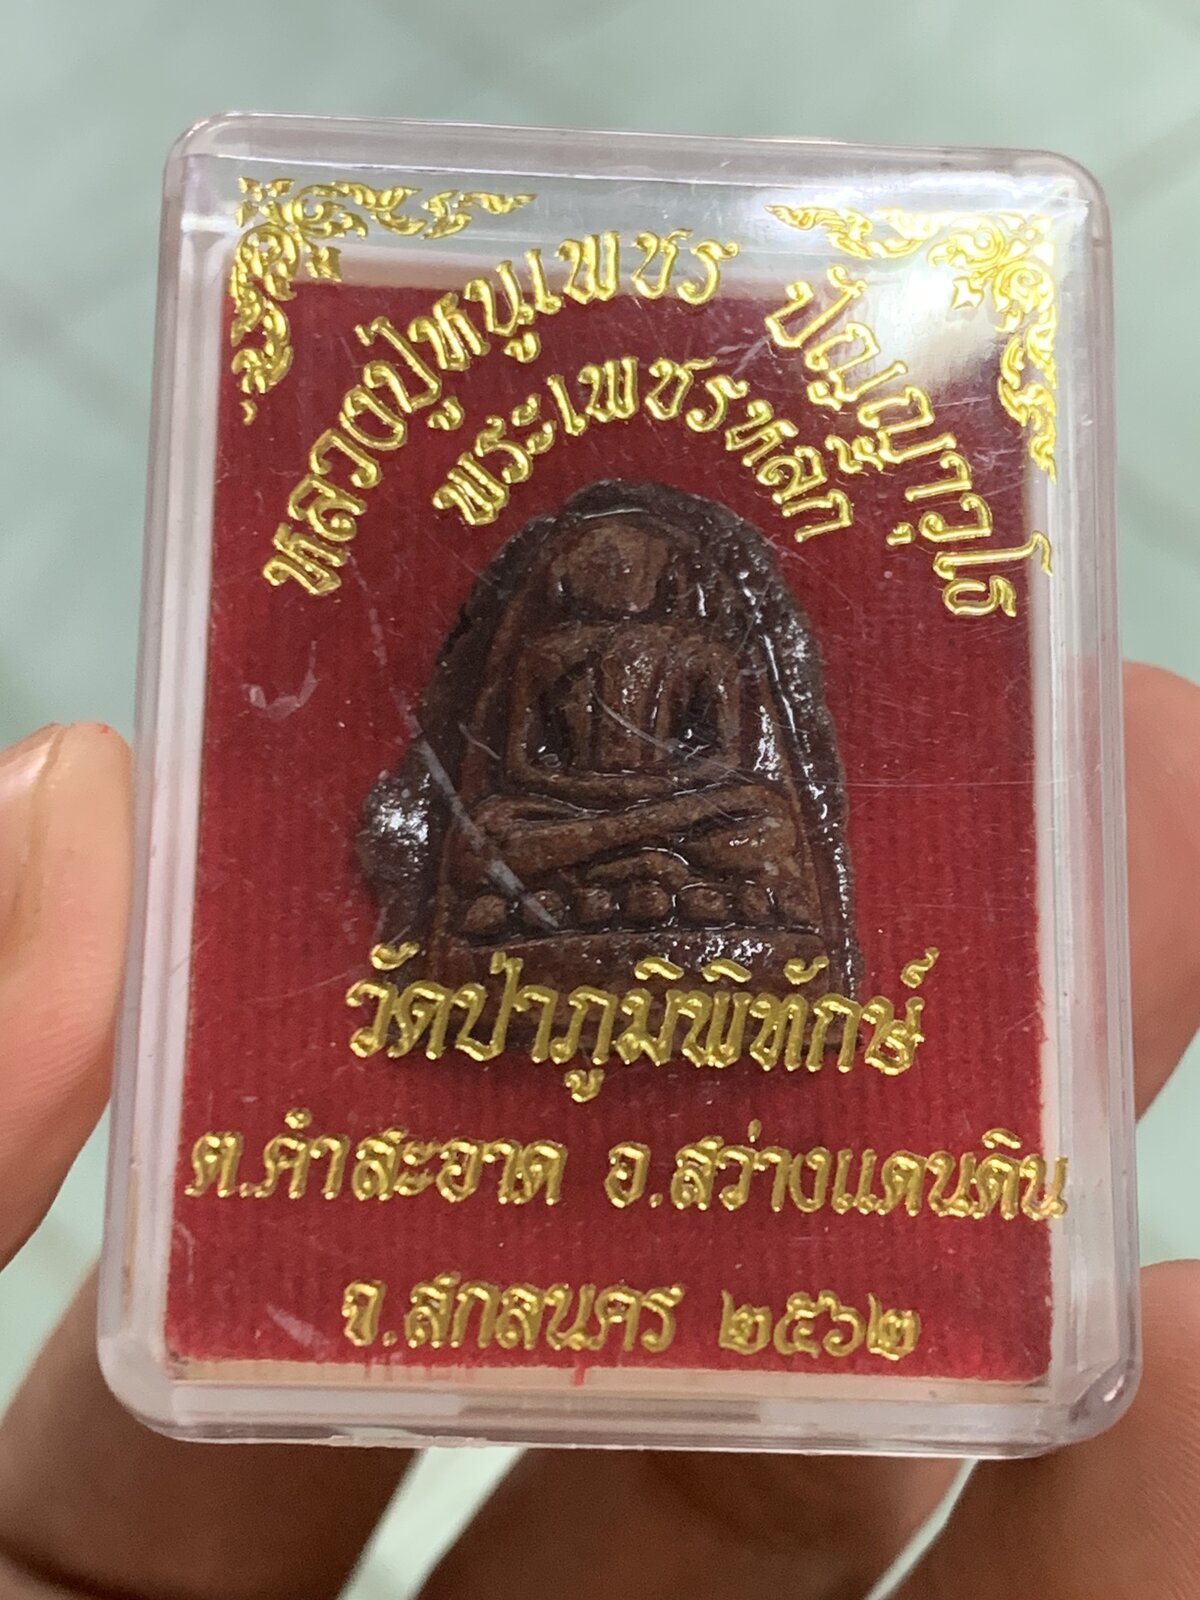 หลวงปู่หนูเพชร ปัญญาวุโธ
พระเพชรหลีก
วัดป่าภูมิพิทักษ์
ต.คำสะอาด อ.สว่างแดนดิน
จ.สกลนคร ๒๕๖๒